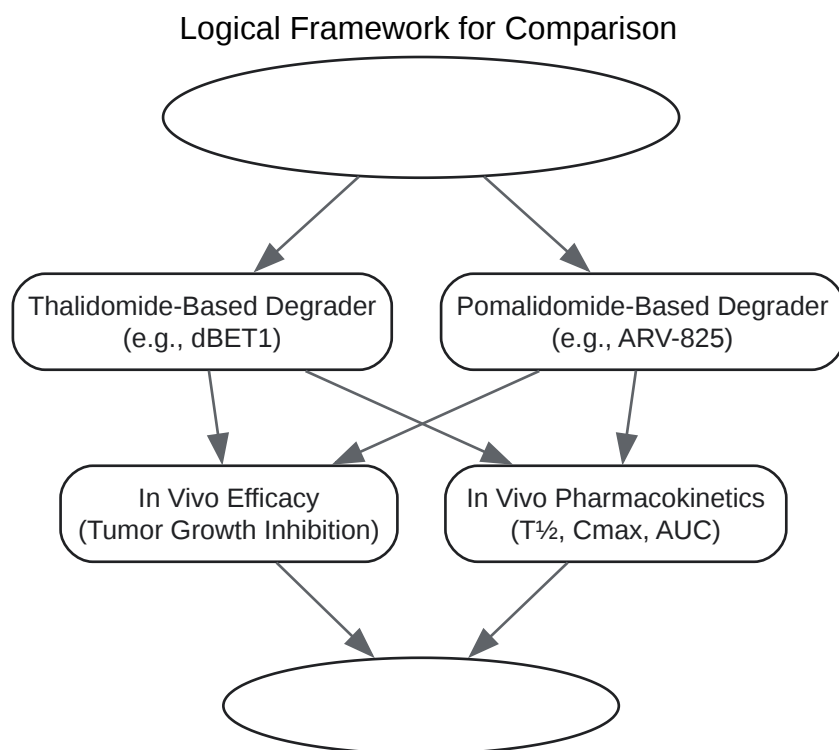 Logical Framework for Comparison
Thalidomide-Based Degrader
(e.g., dBET1)
Pomalidomide-Based Degrader
(e.g., ARV-825)
In Vivo Efficacy
(Tumor Growth Inhibition)
In Vivo Pharmacokinetics
(T½, Cmax, AUC)